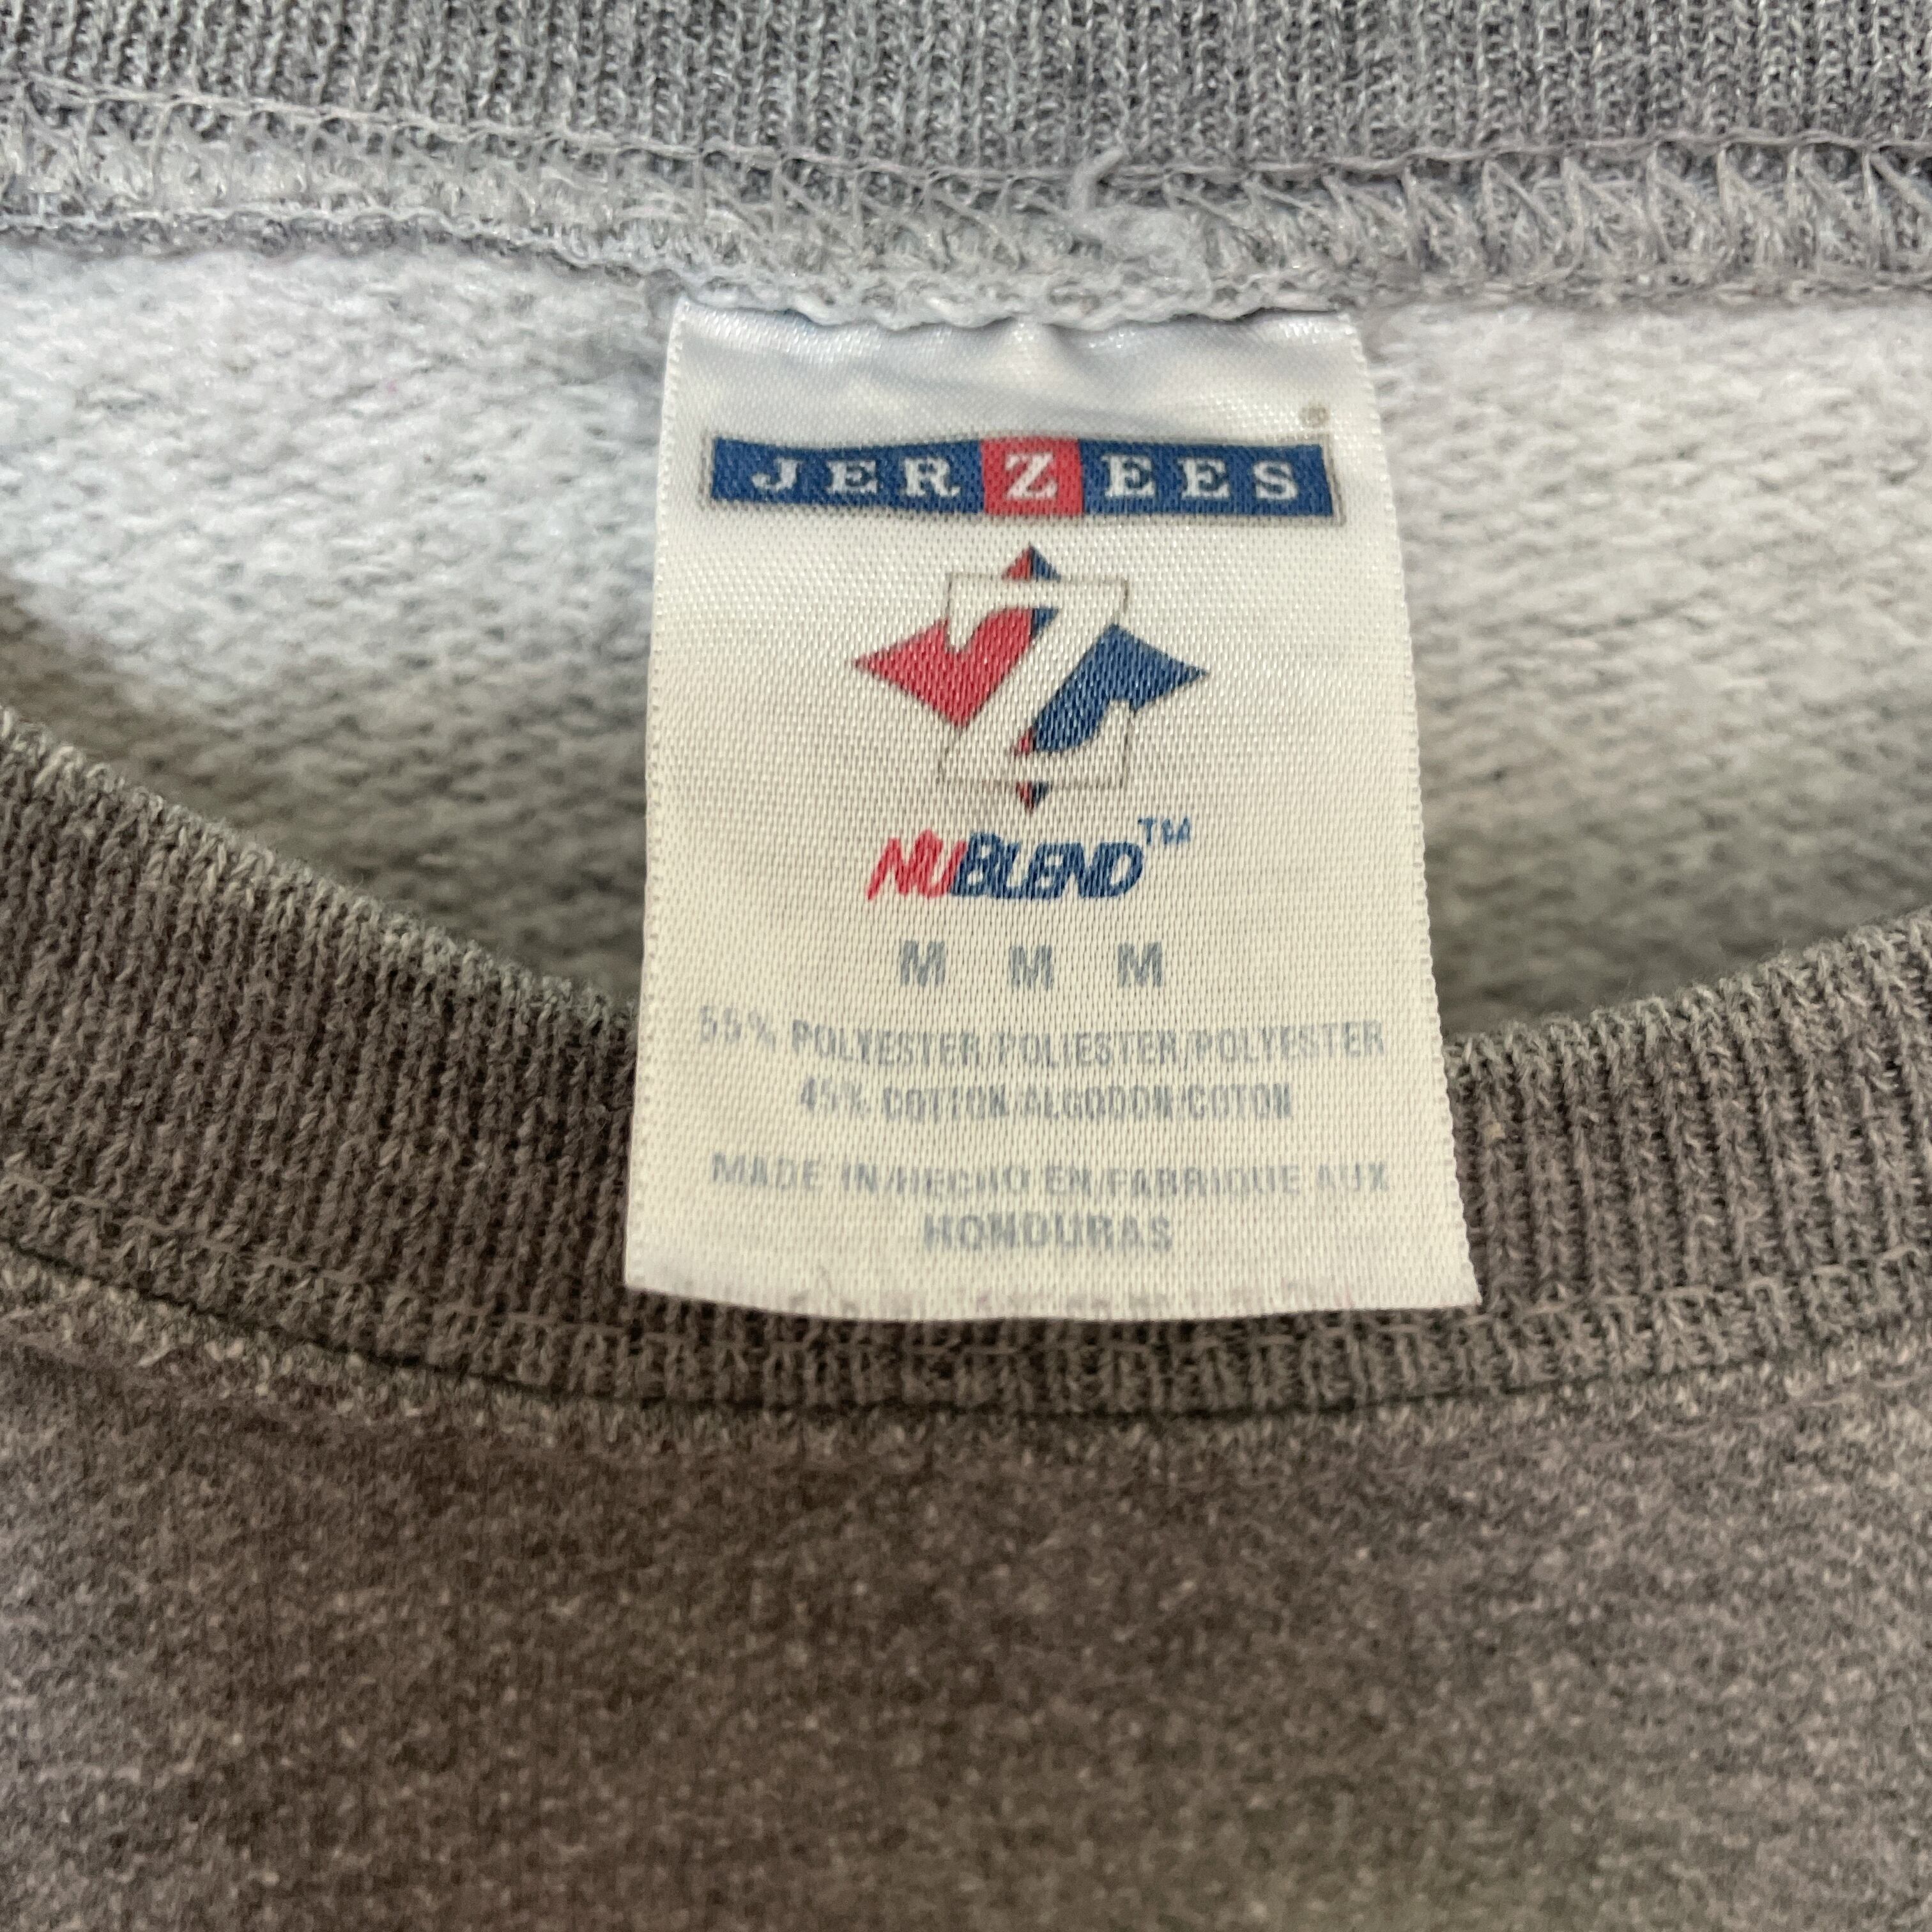 ®
JERZEES
Z
NUBLEND™
M M M
55% POLYESTER/POLIESTER/POLYESTER
45% COTTON/ALGODON/COTON
MADE IN/HECHO EN/FABRIQUE AUX
HONDURAS